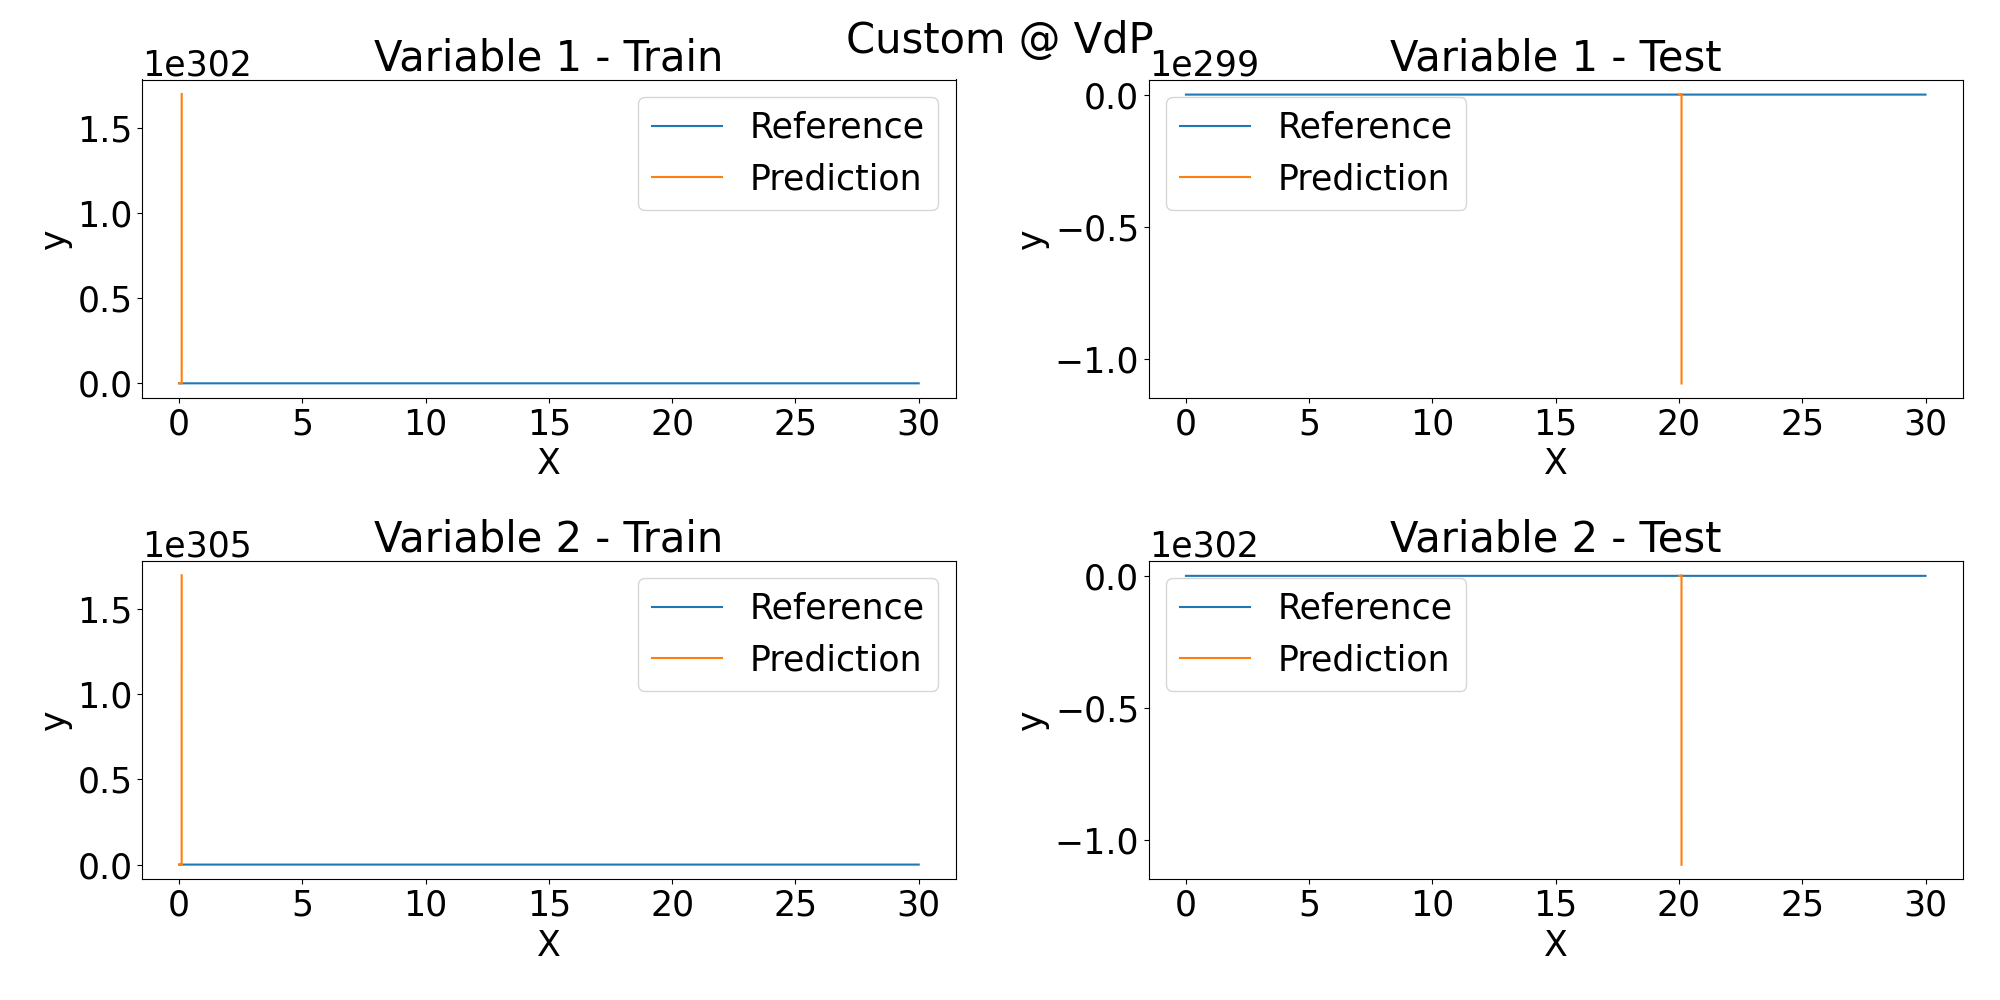 Custom @ VdP
Variable 1 - Train
1e302
1.5
1.0
0.5
0.0
y
0 5 10 15 20 25 30
X
Reference
Prediction
Variable 1 - Test
1e299
0.0
−0.5
−1.0
y
0 5 10 15 20 25 30
X
Reference
Prediction
Variable 2 - Train
1e305
1.5
1.0
0.5
0.0
y
0 5 10 15 20 25 30
X
Reference
Prediction
Variable 2 - Test
1e302
0.0
−0.5
−1.0
y
0 5 10 15 20 25 30
X
Reference
Prediction